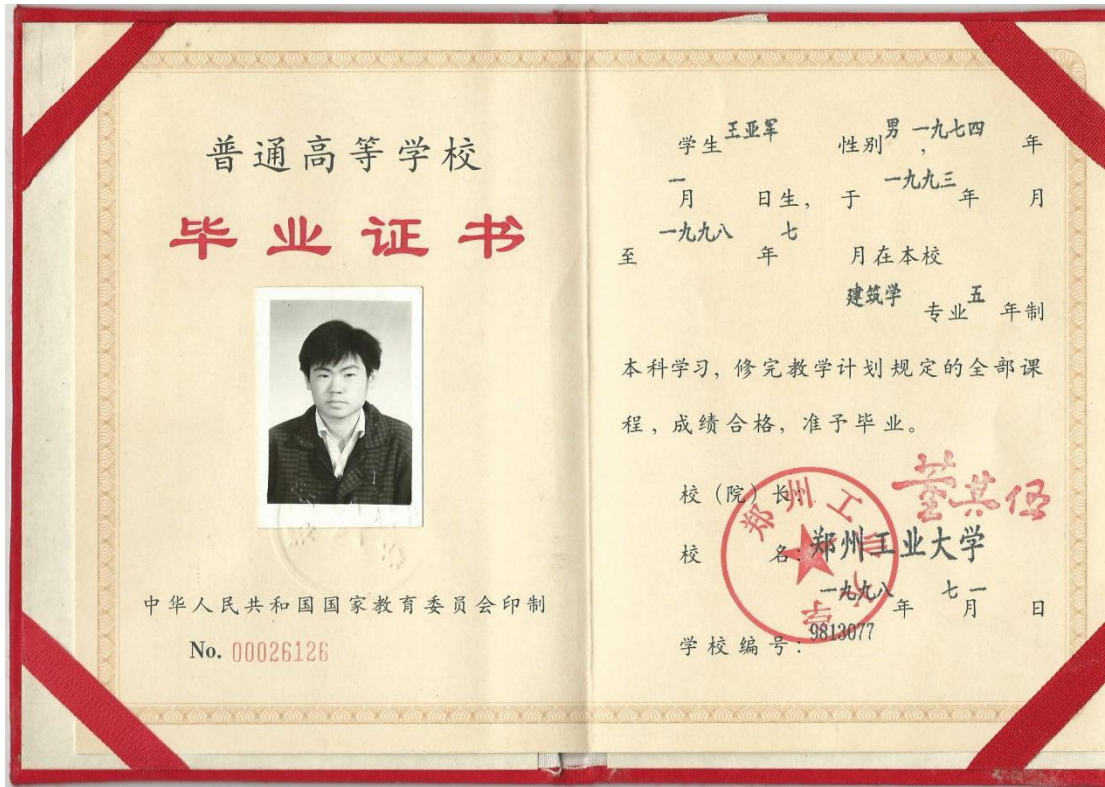 普通高等学校
毕业证书
中华人民共和国国家教育委员会印制
No. 00026126
学生王亚军 性别男，一九七四年
一月 日生，于一九九三年 月
至一九九八年七月在本校
建筑学专业五年制
本科学习，修完教学计划规定的全部课
程，成绩合格，准予毕业。
校（院）长：董其伍
校 名：郑州工业大学
一九九八年七月一日
学校编号：9813077
郑州工业大学